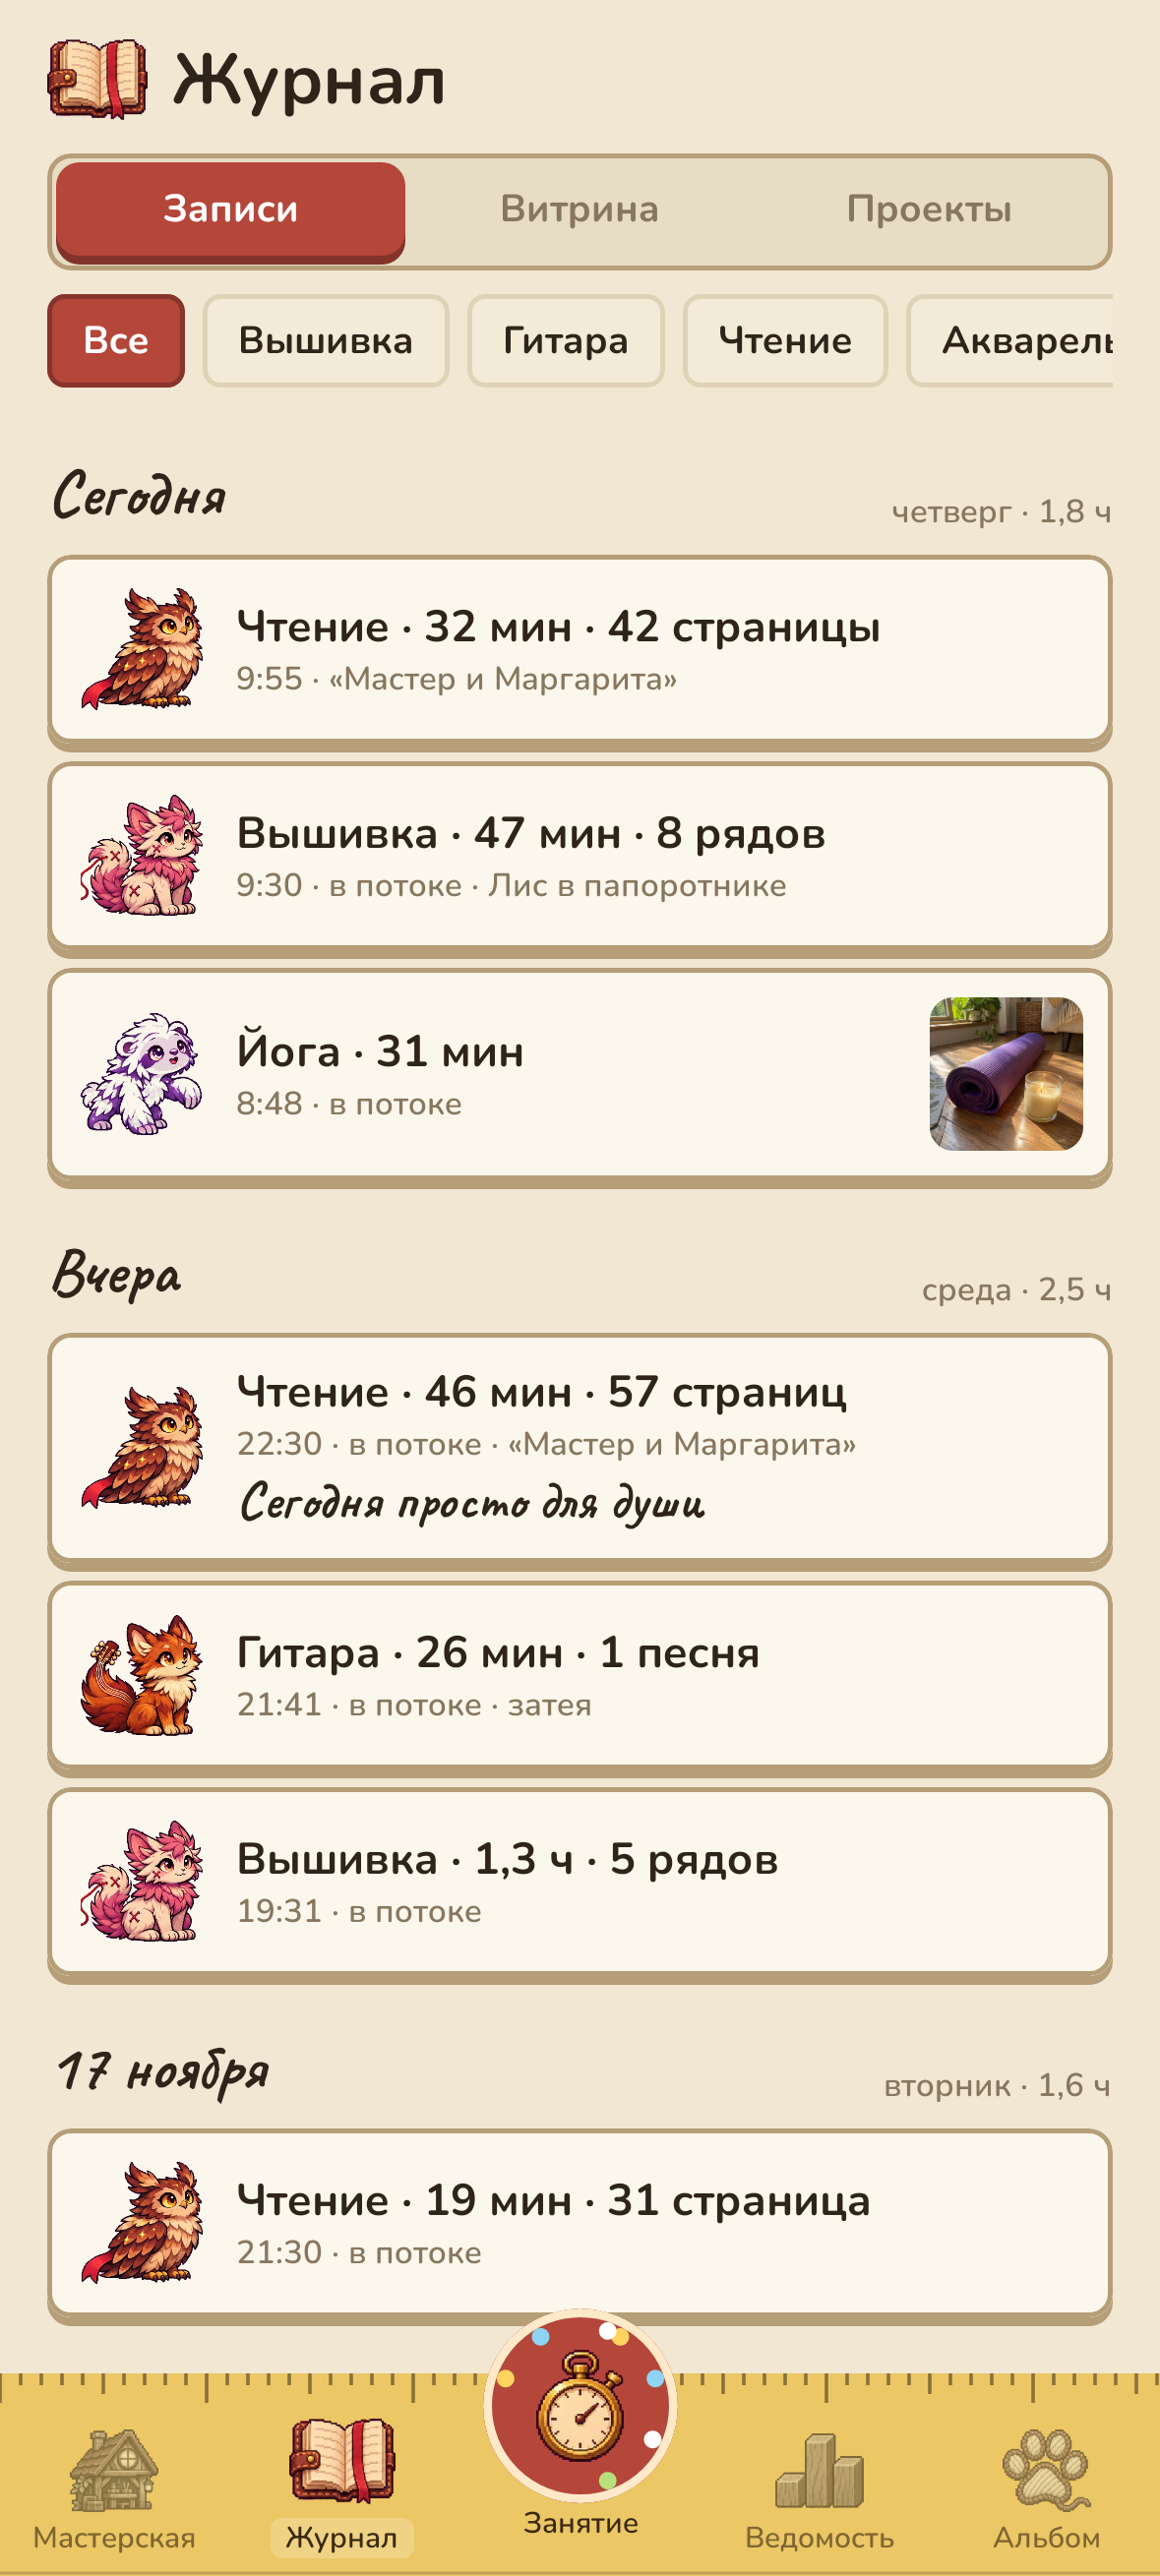 Журнал
Записи Витрина Проекты
Все Вышивка Гитара Чтение Акварель
Сегодня четверг · 1,8 ч
Чтение · 32 мин · 42 страницы
9:55 · «Мастер и Маргарита»
Вышивка · 47 мин · 8 рядов
9:30 · в потоке · Лис в папоротнике
Йога · 31 мин
8:48 · в потоке
Вчера среда · 2,5 ч
Чтение · 46 мин · 57 страниц
22:30 · в потоке · «Мастер и Маргарита»
Сегодня просто для души
Гитара · 26 мин · 1 песня
21:41 · в потоке · затея
Вышивка · 1,3 ч · 5 рядов
19:31 · в потоке
17 ноября вторник · 1,6 ч
Чтение · 19 мин · 31 страница
21:30 · в потоке
Мастерская Журнал Занятие Ведомость Альбом